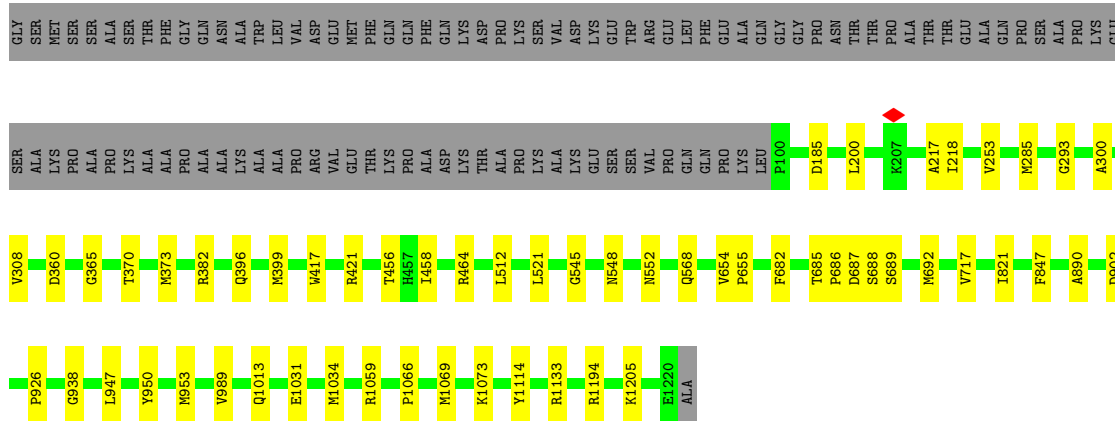 GLY SER MET SER SER ALA SER THR PHE GLY GLN ASN ALA TRP LEU VAL ASP GLU MET PHE GLN GLN PHE GLN LYS ASP PRO LYS SER VAL ASP LYS GLU TRP ARG GLU LEU PHE GLU ALA GLN GLY GLY PRO ASN THR THR PRO ALA THR THR GLU ALA GLN PRO SER ALA PRO LYS GLU
SER ALA LYS PRO ALA PRO LYS ALA ALA PRO ALA ALA LYS ALA ALA PRO ARG VAL GLU THR LYS PRO ALA ASP LYS THR ALA PRO LYS ALA LYS GLU SER SER VAL PRO GLN GLN PRO LYS LEU P100 D185 L200 K207 A217 I218 V253 M285 G293 A300
V308 D360 G365 T370 M373 R382 Q396 M399 W417 R421 T456 H457 I458 R464 L512 L521 G545 N548 N552 Q568 V654 P655 F682 T685 P686 D687 S688 S689 M692 V717 I821 F847 A890
P926 G938 L947 Y950 M953 V989 Q1013 E1031 M1034 R1059 P1066 M1069 K1073 Y1114 R1133 R1194 K1205 E1220 ALA